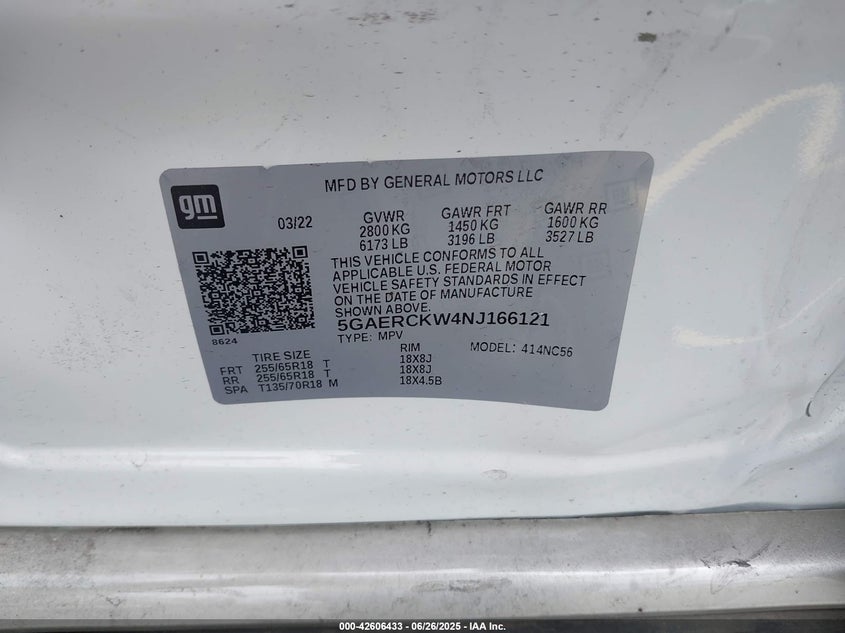 MFD BY GENERAL MOTORS LLC
gm
03/22
GVWR GAWR FRT GAWR RR
2800 KG 1450 KG 1600 KG
6173 LB 3196 LB 3527 LB
THIS VEHICLE CONFORMS TO ALL
APPLICABLE U.S. FEDERAL MOTOR
VEHICLE SAFETY STANDARDS IN EFFECT
ON THE DATE OF MANUFACTURE
SHOWN ABOVE.
5GAERCKW4NJ166121
8624
TYPE: MPV MODEL: 414NC56
TIRE SIZE RIM
FRT 255/65R18 T 18X8J
RR 255/65R18 T 18X8J
SPA T135/70R18 M 18X4.5B
000-42606433 - 06/26/2025 - IAA Inc.